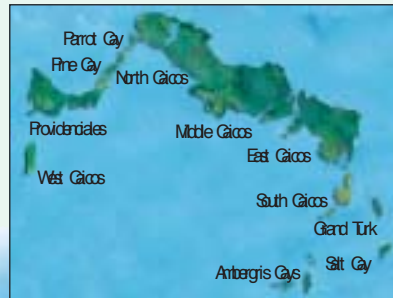 Parrot Cay
Pine Cay
North Caicos
Providenciales
Middle Caicos
East Caicos
West Caicos
South Caicos
Grand Turk
Salt Cay
Ambergris Cays